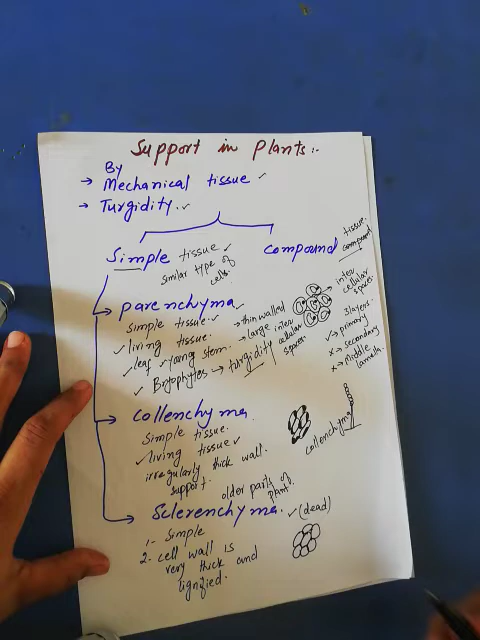 Support in Plants:-
By
→ Mechanical tissue ✓
→ Turgidity ✓
Simple tissue ✓
similar type of
cells.
compound tissue.
compound
Parenchyma ✓
Simple tissue ✓
✓ living tissue.
✓ leaf ✓ young stem.
✓ Bryophytes → turgidity
→ thin walled
→ large inter
cellular
spaces
→ inter
cellular
spaces.
3 layers.
✓→ primary
x → secondary
x → middle
lamella.
Collenchyma.
Simple tissue.
✓ living tissue ✓
irregularly thick wall.
support.
collenchyma
older parts of
plant
Sclerenchyma. ✓ (dead)
1- Simple
2- cell wall is
very thick and
lignified.